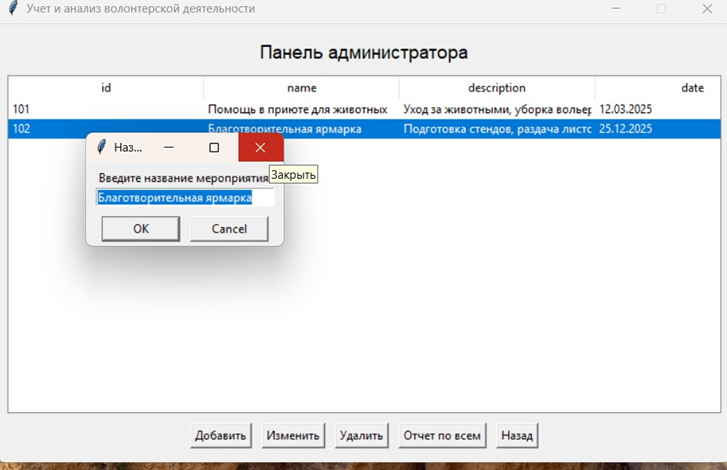 Учет и анализ волонтерской деятельности
Панель администратора
id name description date
101 Помощь в приюте для животных Уход за животными, уборка вольер 12.03.2025
102 Благотворительная ярмарка Подготовка стендов, раздача листо 25.12.2025
Наз...
Закрыть
Введите название мероприятия
Благотворительная ярмарка
OK Cancel
Добавить Изменить Удалить Отчет по всем Назад